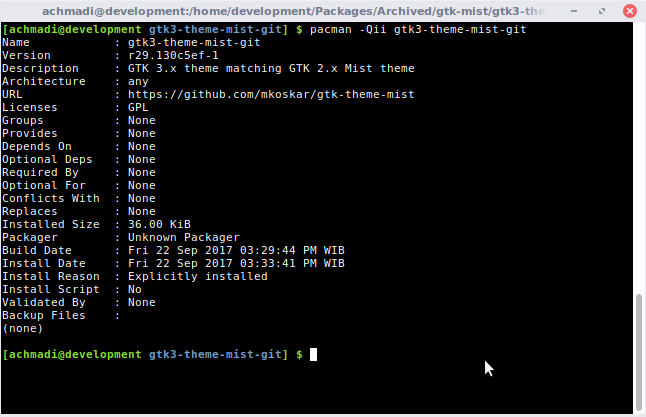 achmadi@development:/home/development/Packages/Archived/gtk-mist/gtk3-the
[achmadi@development gtk3-theme-mist-git] $ pacman -Qii gtk3-theme-mist-git
Name            : gtk3-theme-mist-git
Version         : r29.130c5ef-1
Description     : GTK 3.x theme matching GTK 2.x Mist theme
Architecture    : any
URL             : https://github.com/mkoskar/gtk-theme-mist
Licenses        : GPL
Groups          : None
Provides        : None
Depends On      : None
Optional Deps   : None
Required By     : None
Optional For    : None
Conflicts With  : None
Replaces        : None
Installed Size  : 36.00 KiB
Packager        : Unknown Packager
Build Date      : Fri 22 Sep 2017 03:29:44 PM WIB
Install Date    : Fri 22 Sep 2017 03:33:41 PM WIB
Install Reason  : Explicitly installed
Install Script  : No
Validated By    : None
Backup Files    :
(none)
[achmadi@development gtk3-theme-mist-git] $